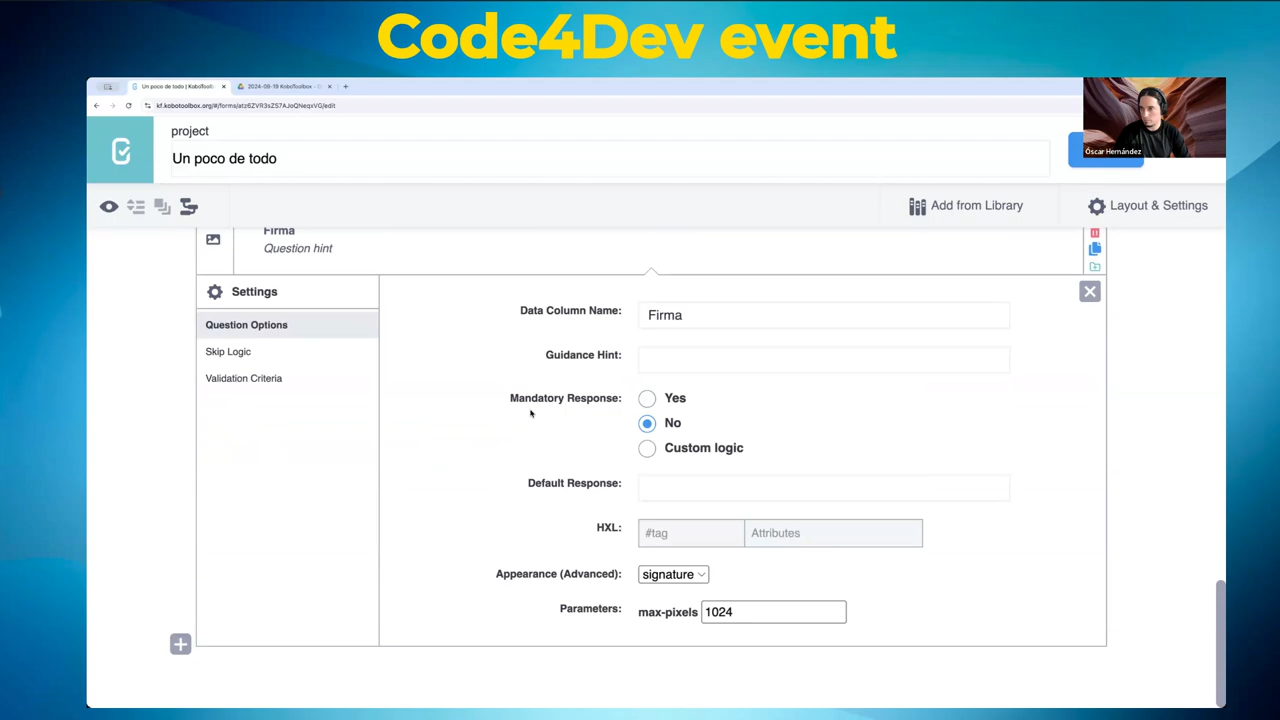 Code4Dev event
Un poco de todo | KoboToolb
2024-09-19 KoboToolbox - D
kf.kobotoolbox.org/#/forms/atz6ZVR3sZS7AJoQNeqxVG/edit
project
Un poco de todo
Óscar Hernández
Add from Library
Layout & Settings
Firma
Question hint
Settings
Question Options
Skip Logic
Validation Criteria
Data Column Name:
Firma
Guidance Hint:
Mandatory Response:
Yes
No
Custom logic
Default Response:
HXL:
#tag
Attributes
Appearance (Advanced):
signature
Parameters:
max-pixels
1024